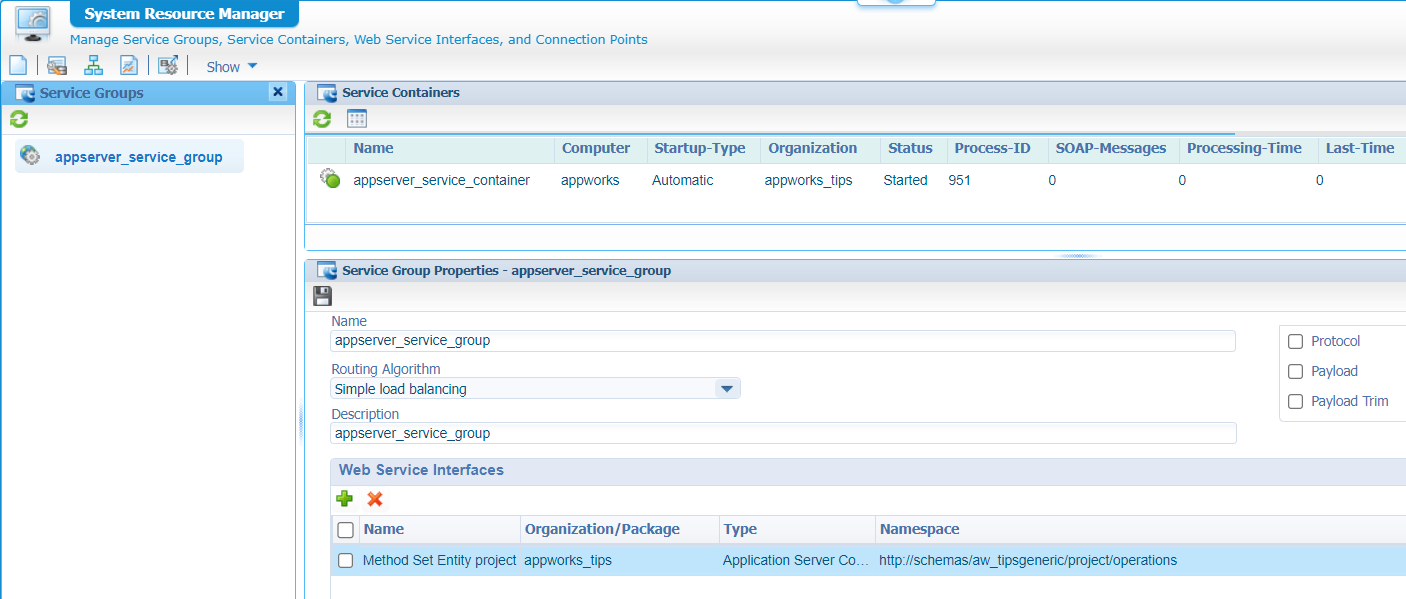 System Resource Manager
Manage Service Groups, Service Containers, Web Service Interfaces, and Connection Points
Show
Service Groups
appserver_service_group
Service Containers
Name Computer Startup-Type Organization Status Process-ID SOAP-Messages Processing-Time Last-Time
appserver_service_container appworks Automatic appworks_tips Started 951 0 0 0
Service Group Properties - appserver_service_group
Name
appserver_service_group
Routing Algorithm
Simple load balancing
Description
appserver_service_group
Protocol
Payload
Payload Trim
Web Service Interfaces
Name Organization/Package Type Namespace
Method Set Entity project appworks_tips Application Server Co... http://schemas/aw_tipsgeneric/project/operations